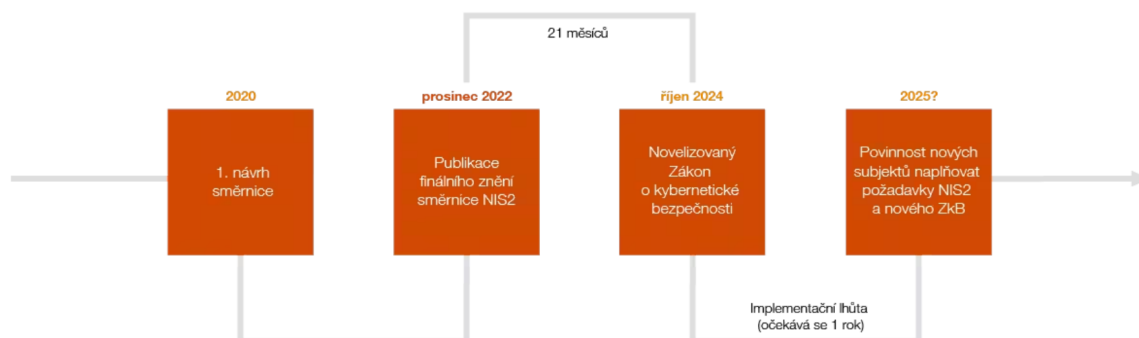 21 měsíců
2020
prosinec 2022
říjen 2024
2025?
1. návrh
směrnice
Publikace
finálního znění
směrnice NIS2
Novelizovaný
Zákon
o kybernetické
bezpečnosti
Povinnost nových
subjektů naplňovat
požadavky NIS2
a nového ZkB
Implementační lhůta
(očekává se 1 rok)